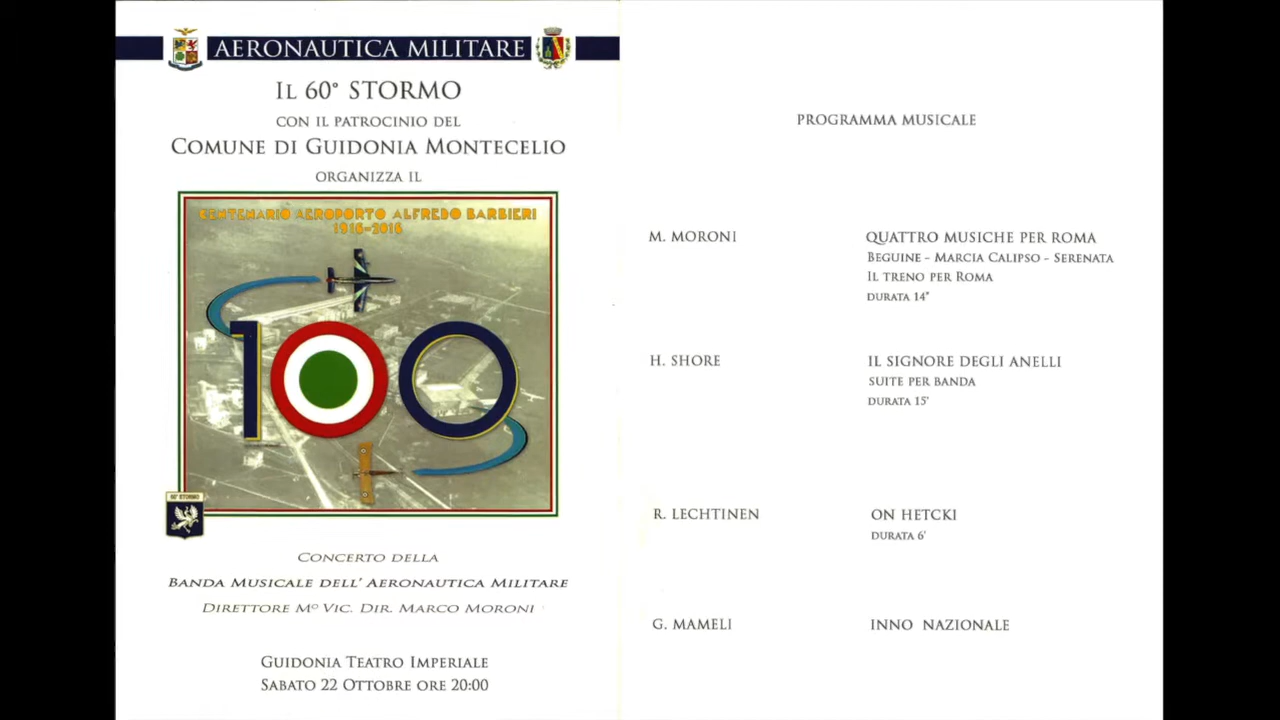 AERONAUTICA MILITARE
IL 60° STORMO
CON IL PATROCINIO DEL
COMUNE DI GUIDONIA MONTECELIO
ORGANIZZA IL
CENTENARIO AEROPORTO ALFREDO BARBIERI
1916-2016
100
60° STORMO
CONCERTO DELLA
BANDA MUSICALE DELL' AERONAUTICA MILITARE
DIRETTORE Mº VIC. DIR. MARCO MORONI
GUIDONIA TEATRO IMPERIALE
SABATO 22 OTTOBRE ORE 20:00
PROGRAMMA MUSICALE
M. MORONI QUATTRO MUSICHE PER ROMA
BEGUINE - MARCIA CALIPSO - SERENATA
IL TRENO PER ROMA
DURATA 14"
H. SHORE IL SIGNORE DEGLI ANELLI
SUITE PER BANDA
DURATA 15'
R. LECHTINEN ON HETCKI
DURATA 6'
G. MAMELI INNO NAZIONALE